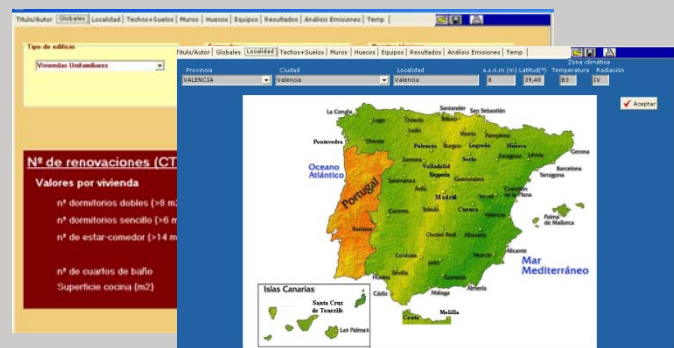 Título/Autor Globales Localidad Techos+Suelos Muros Huecos Equipos Resultados Análisis Emisiones Temp
Tipo de edificio
Viviendas Unifamiliares
Nº de renovaciones (CT
Valores por vivienda
nº dormitorios dobles (>8 m
nº dormitorios sencillo (>6 m
nº de estar-comedor (>14 m
nº de cuartos de baño
Superficie cocina (m2)
Título/Autor Globales Localidad Techos+Suelos Muros Huecos Equipos Resultados Análisis Emisiones Temp
Zona climática
Provincia Ciudad Localidad a.s.n.m (m) Latitud(º) Temperatura Radiación
VALENCIA Valencia Valencia 8 39,48 B3 IV
Aceptar
La Coruña Lugo Oviedo Santander San Sebastián
León Vitoria Pamplona
Pontevedra Orense Palencia Burgos Logroño Huesca
Gerona
Océano Atlántico
Zamora Valladolid Soria Zaragoza Lérida Barcelona
Tarragona
Salamanca Segovia Guadalajara
Portugal
Ávila Madrid Teruel Castellón de la Plana
Cáceres Toledo Cuenca Valencia
Palma de Mallorca
Badajoz Ciudad Real Albacete
Alicante
Córdoba Jaén Murcia
Mar Mediterráneo
Huelva Sevilla Granada
Cádiz Málaga Almería
Islas Canarias
Santa Cruz de Tenerife
Las Palmas
Ceuta Melilla